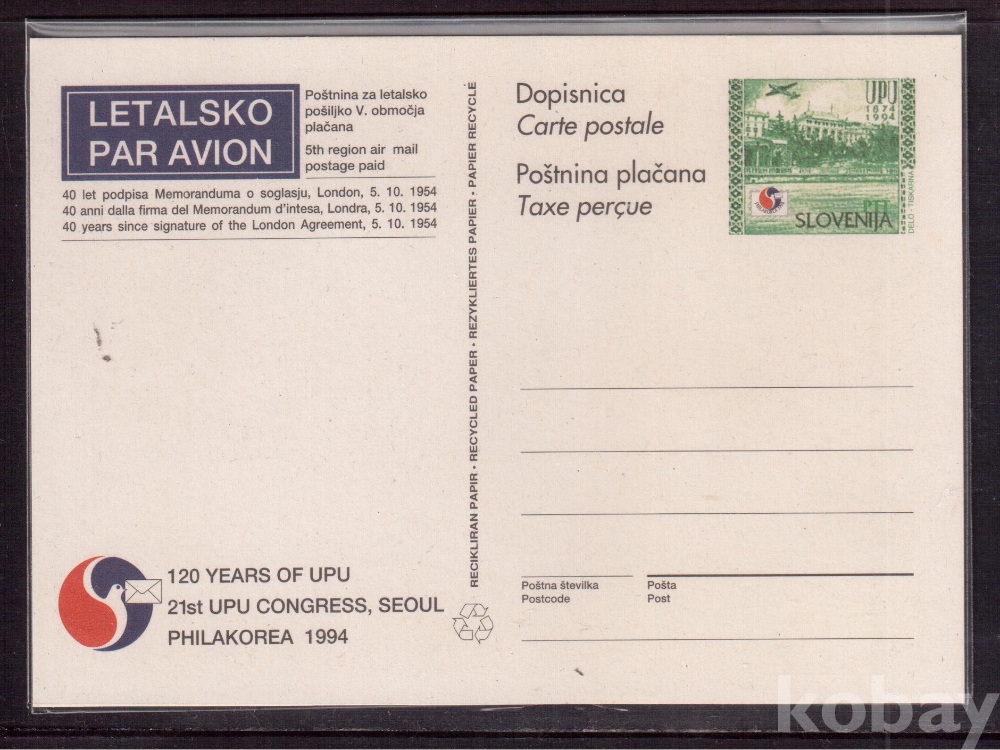 LETALSKO
PAR AVION
Poštnina za letalsko
pošiljko V. območja
plačana
5th region air mail
postage paid
40 let podpisa Memoranduma o soglasju, London, 5. 10. 1954
40 anni dalla firma del Memorandum d'intesa, Londra, 5. 10. 1954
40 years since signature of the London Agreement, 5. 10. 1954
120 YEARS OF UPU
21st UPU CONGRESS, SEOUL
PHILAKOREA 1994
RECIKLIRAN PAPIR • RECYCLED PAPER • REZYKLIERTES PAPIER • PAPIER RECYCLE
Dopisnica
Carte postale
Poštnina plačana
Taxe perçue
UPU
1874
1994
PTT
SLOVENIJA
DELO - TISKARNA
Poštna številka
Postcode
Pošta
Post
kobay